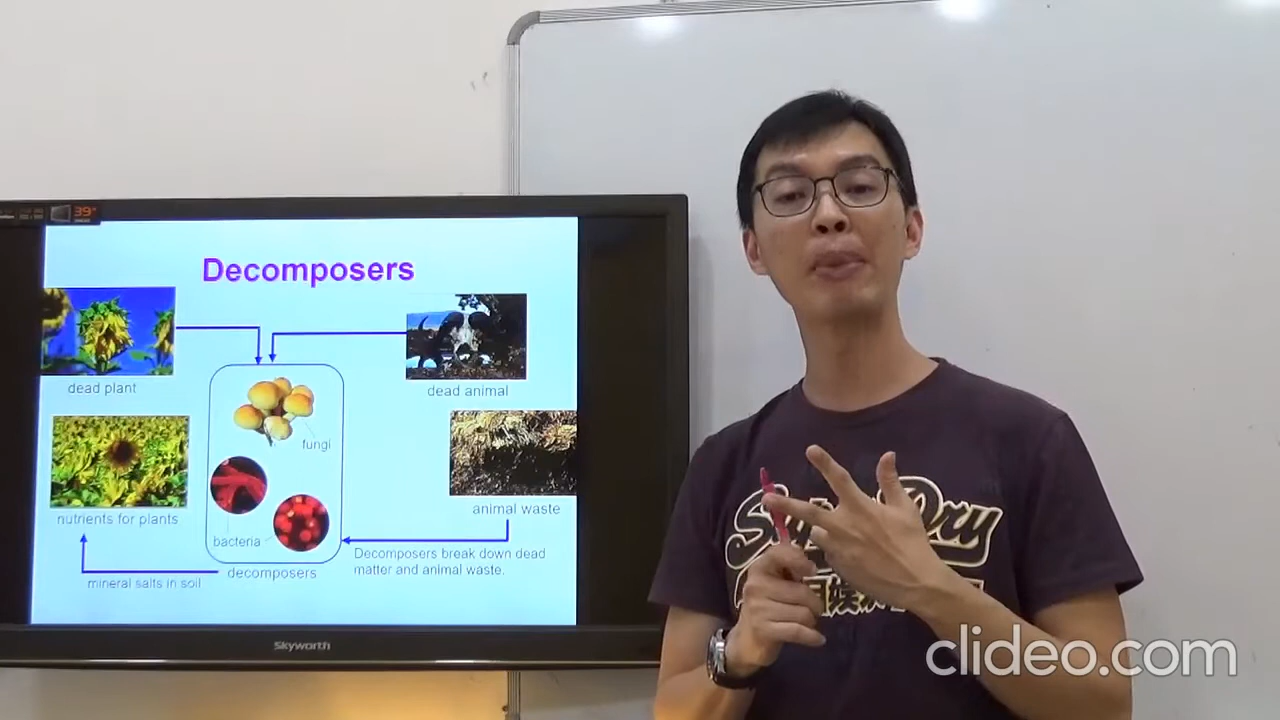 39°
Decomposers
dead plant
dead animal
fungi
nutrients for plants
animal waste
bacteria
Decomposers break down dead
matter and animal waste.
mineral salts in soil
decomposers
Skyworth
clideo.com